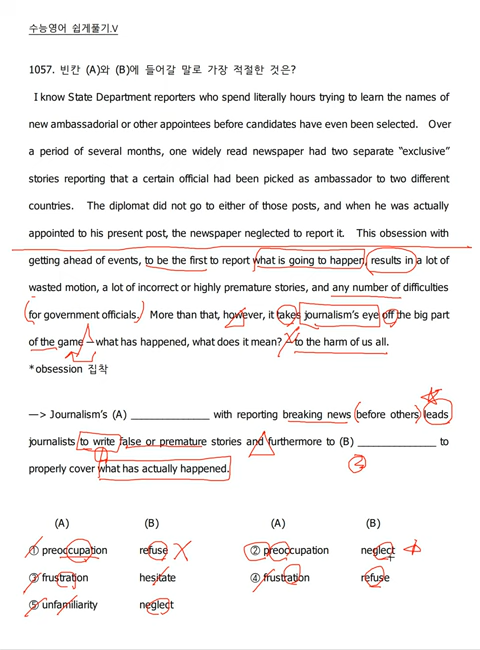 수능영어 쉽게풀기.V
1057. 빈칸 (A)와 (B)에 들어갈 말로 가장 적절한 것은?
I know State Department reporters who spend literally hours trying to learn the names of
new ambassadorial or other appointees before candidates have even been selected. Over
a period of several months, one widely read newspaper had two separate “exclusive”
stories reporting that a certain official had been picked as ambassador to two different
countries. The diplomat did not go to either of those posts, and when he was actually
appointed to his present post, the newspaper neglected to report it. This obsession with
getting ahead of events, to be the first to report what is going to happen, results in a lot of
wasted motion, a lot of incorrect or highly premature stories, and any number of difficulties
for government officials. More than that, however, it takes journalism's eye off the big part
of the game – what has happened, what does it mean? – to the harm of us all.
*obsession 집착
—> Journalism's (A) ______________ with reporting breaking news (before others) leads
journalists to write false or premature stories and furthermore to (B) ______________ to
properly cover what has actually happened.
(A) (B) (A) (B)
① preoccupation refuse ② preoccupation neglect
③ frustration hesitate ④ frustration refuse
⑤ unfamiliarity neglect